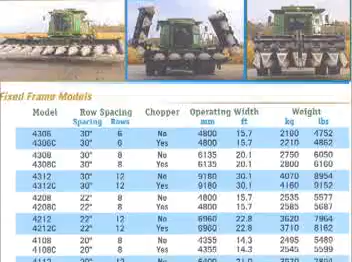 Fixed Frame Models
Model Row Spacing Chopper Operating Width Weight
Spacing Rows mm ft kg lbs
4306 30" 6 No 4800 15.7 2100 4752
4306C 30" 6 Yes 4800 15.7 2210 4862
4308 30" 8 No 6135 20.1 2750 6050
4308C 30" 8 Yes 6135 20.1 2800 6160
4312 30" 12 No 9180 30.1 4070 8954
4312C 30" 12 Yes 9180 30.1 4160 9152
4208 22" 8 No 4800 15.7 2535 5577
4208C 22" 8 Yes 4800 15.7 2585 5687
4212 22" 12 No 6960 22.8 3620 7964
4212C 22" 12 Yes 6960 22.8 3710 8162
4108 20" 8 No 4355 14.3 2495 5489
4108C 20" 8 Yes 4355 14.3 2545 5599